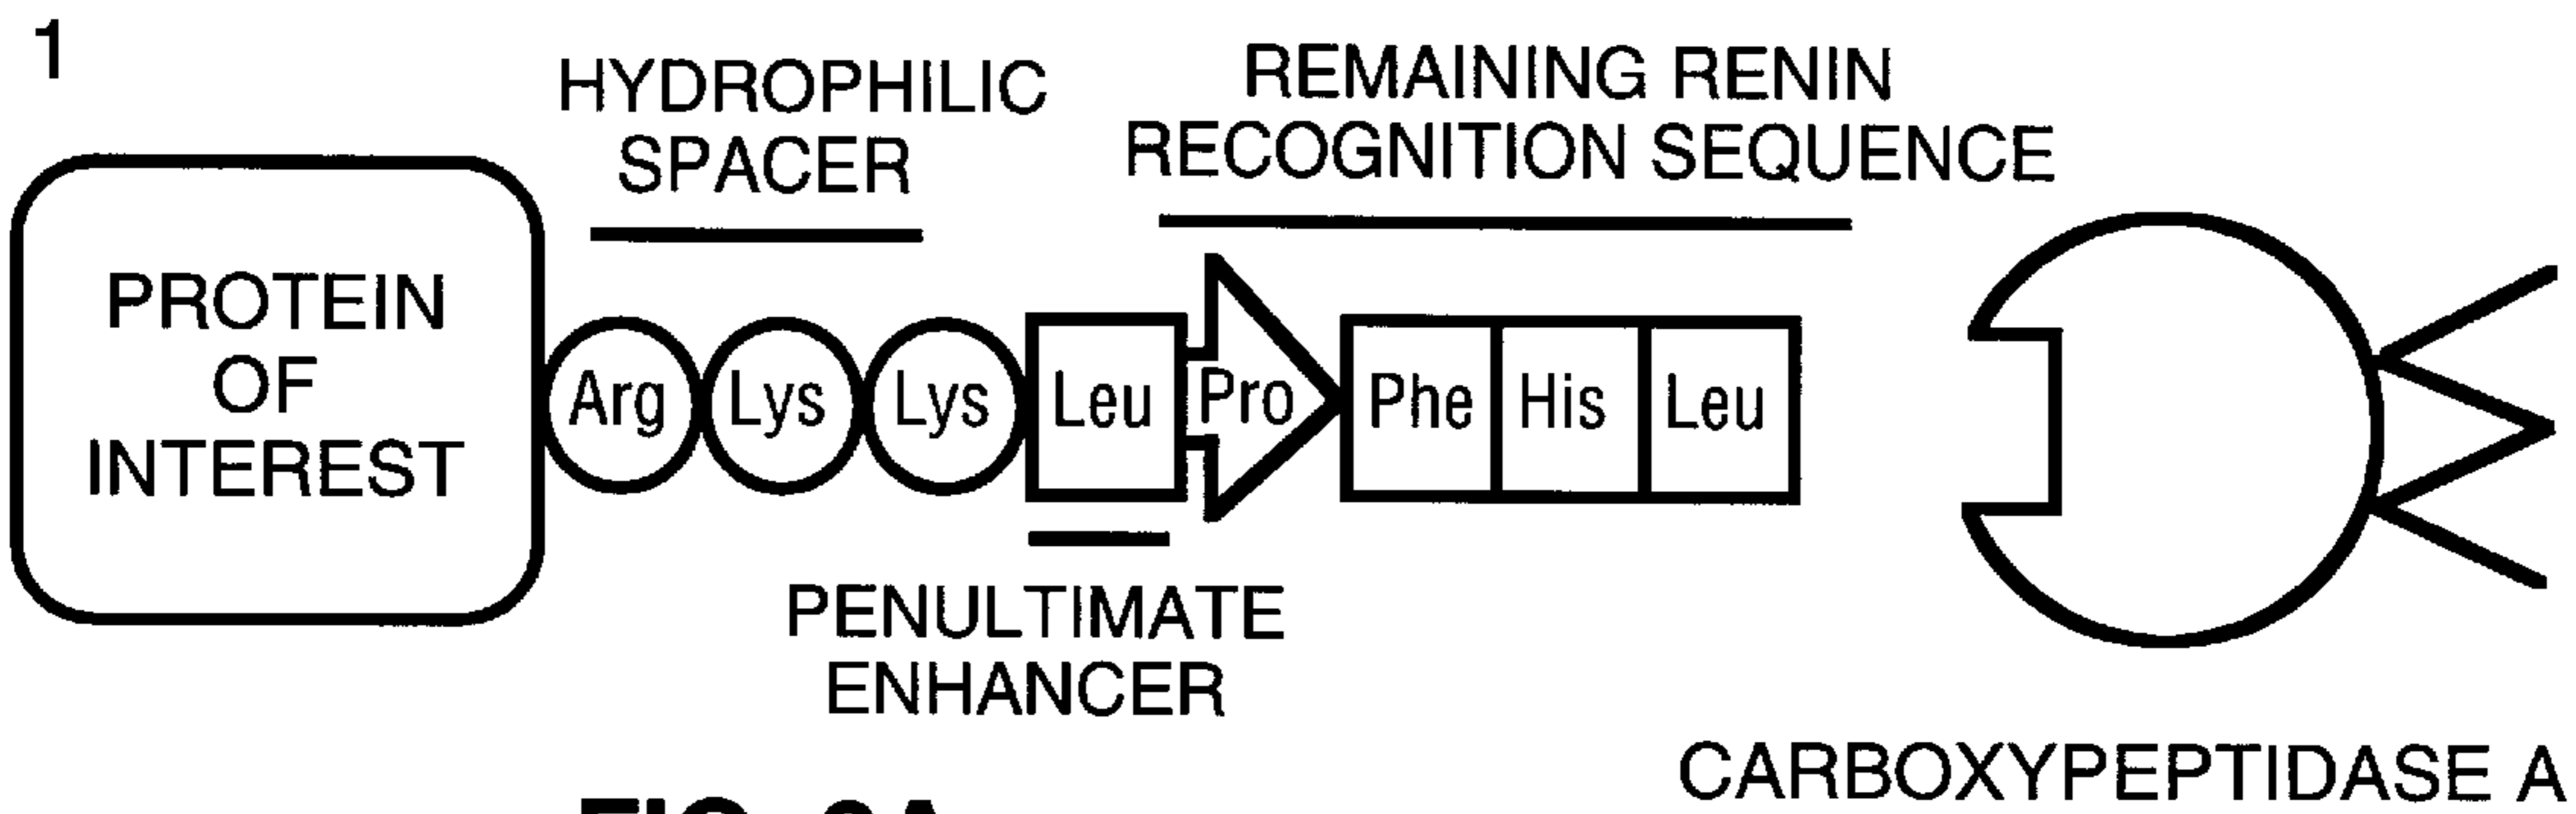 1
HYDROPHILIC
SPACER
REMAINING RENIN
RECOGNITION SEQUENCE
PROTEIN
OF
INTEREST
Arg Lys Lys Leu Pro Phe His Leu
PENULTIMATE
ENHANCER
CARBOXYPEPTIDASE A